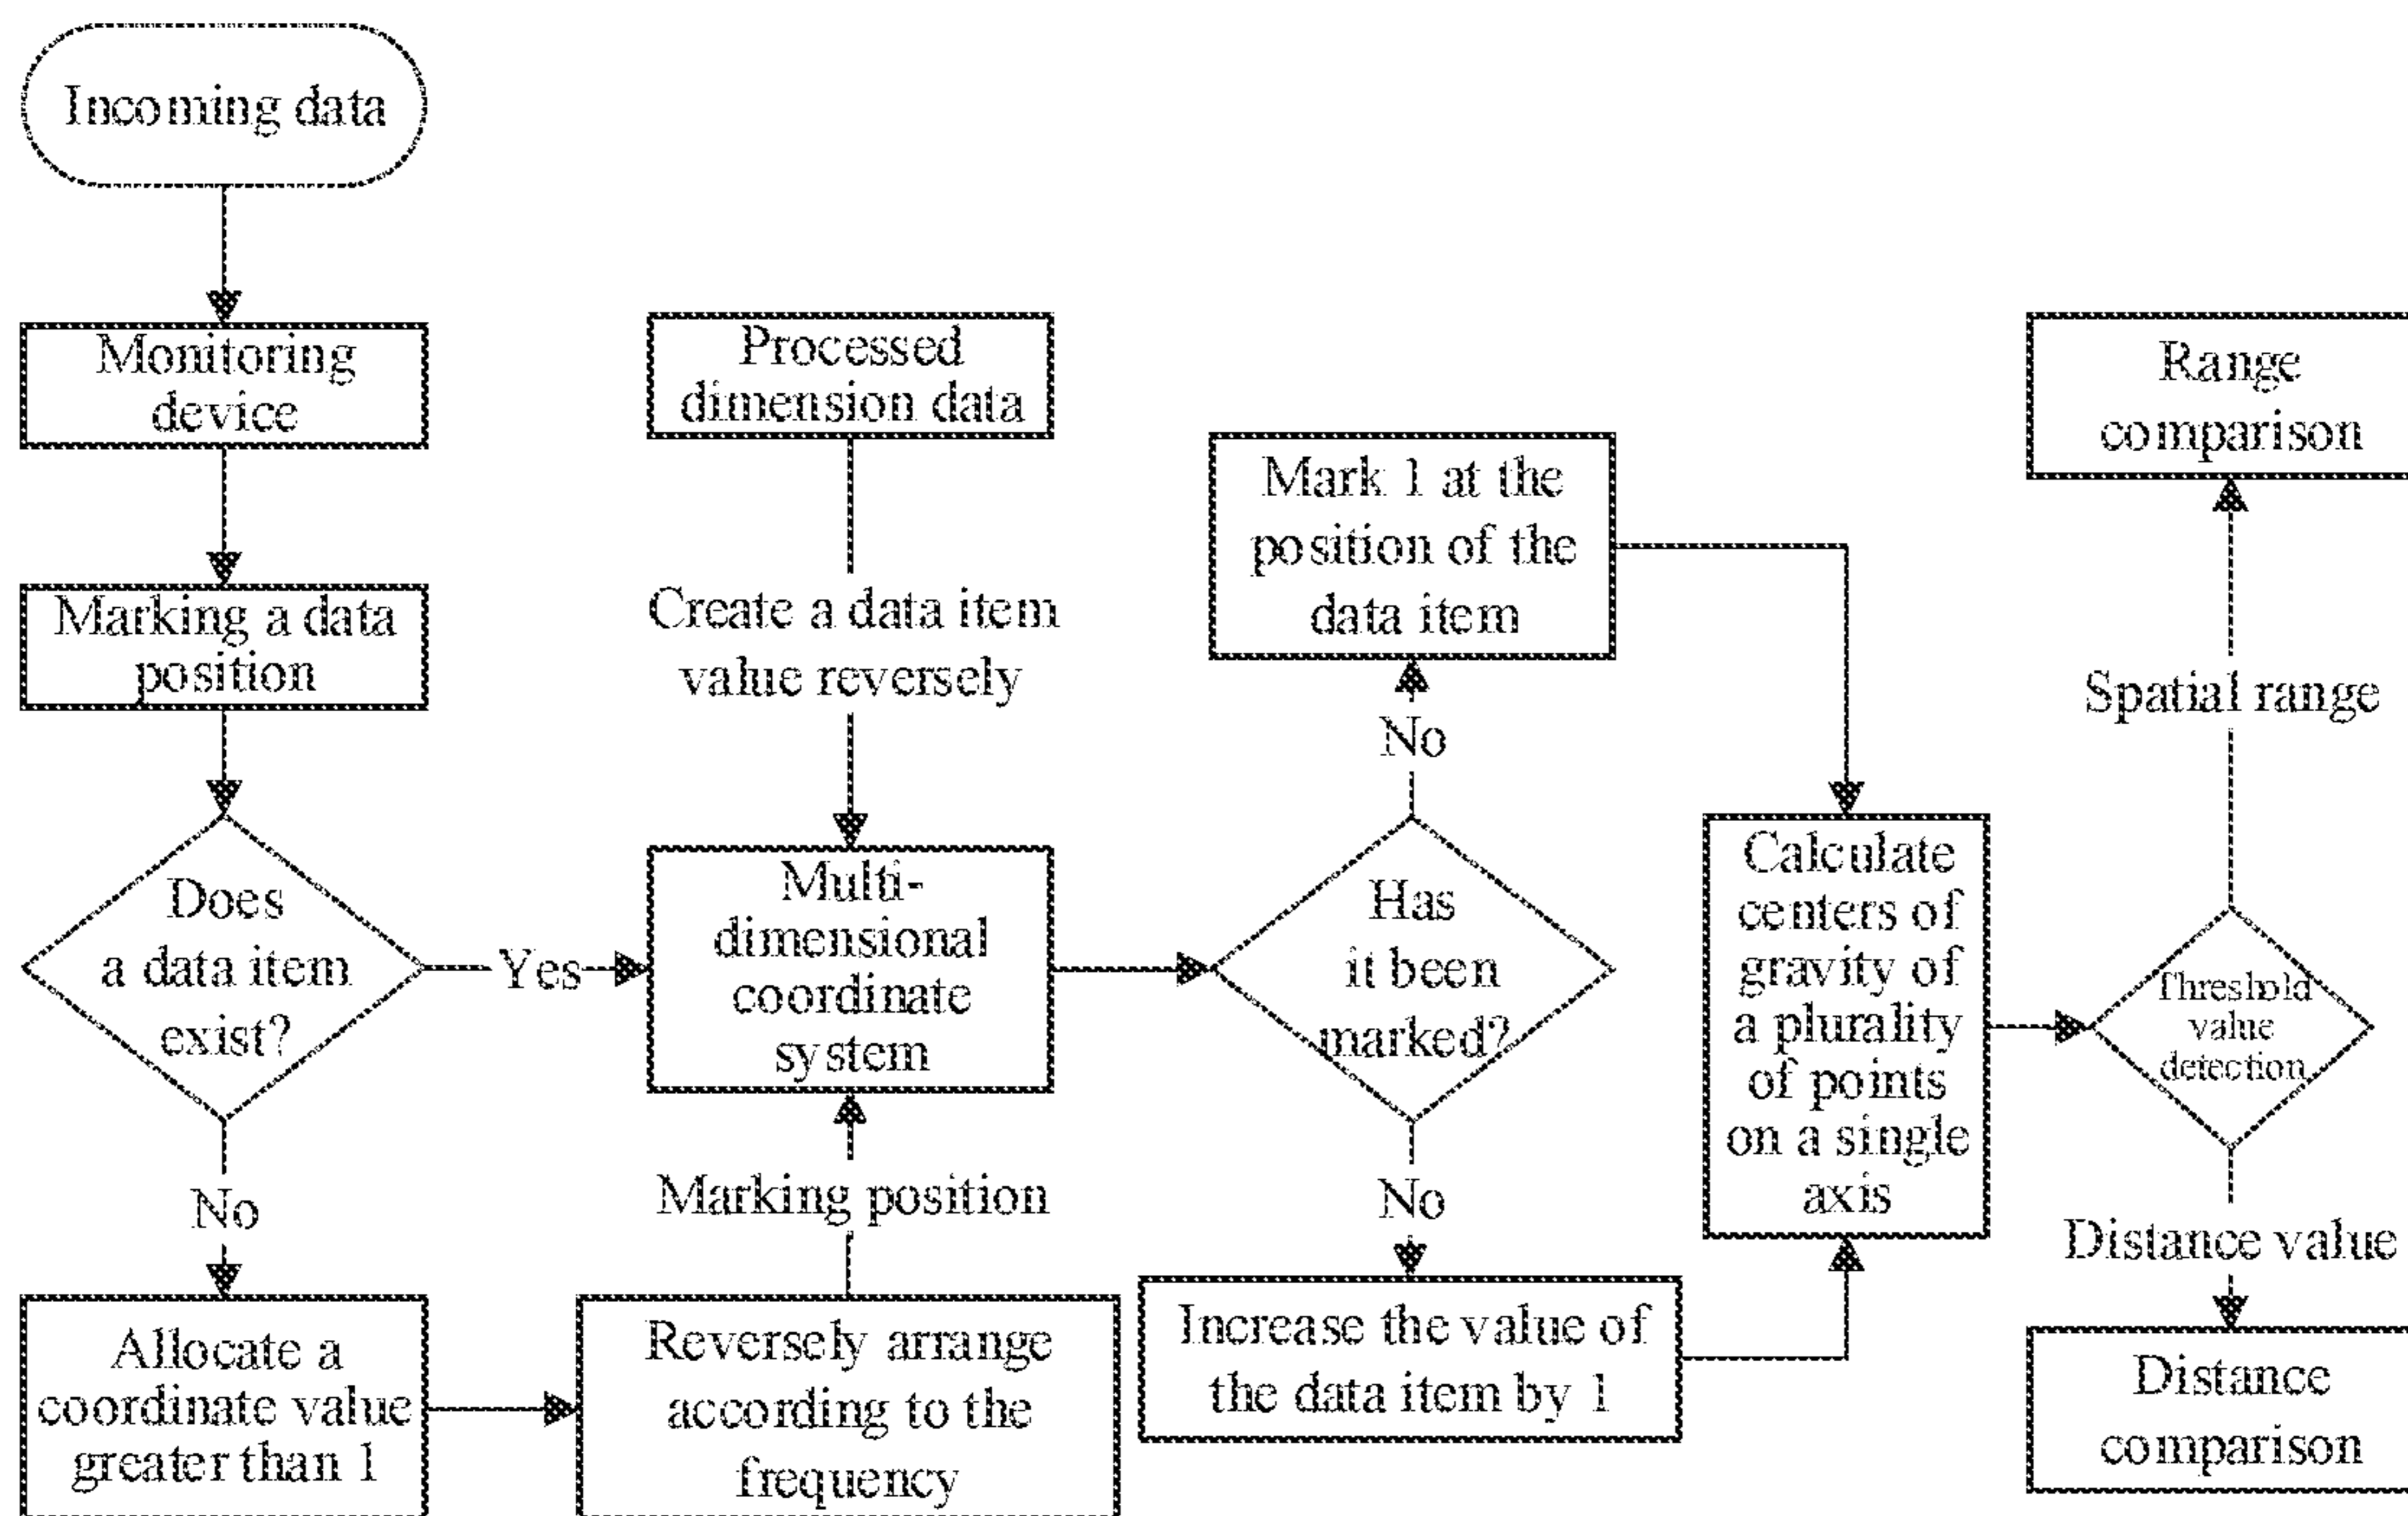 Incoming data
Monitoring
device
Marking a data
position
Does
a data item
exist?
No
Allocate a
coordinate value
greater than 1
Yes
Processed
dimension data
Create a data item
value reversely
Multi-
dimensional
coordinate
system
Marking position
Reversely arrange
according to the
frequency
Mark 1 at the
position of the
data item
No
Has
it been
marked?
No
Increase the value of
the data item by 1
Calculate
centers of
gravity of
a plurality
of points
on a single
axis
Range
comparison
Spatial range
Threshold
value
detection
Distance value
Distance
comparison